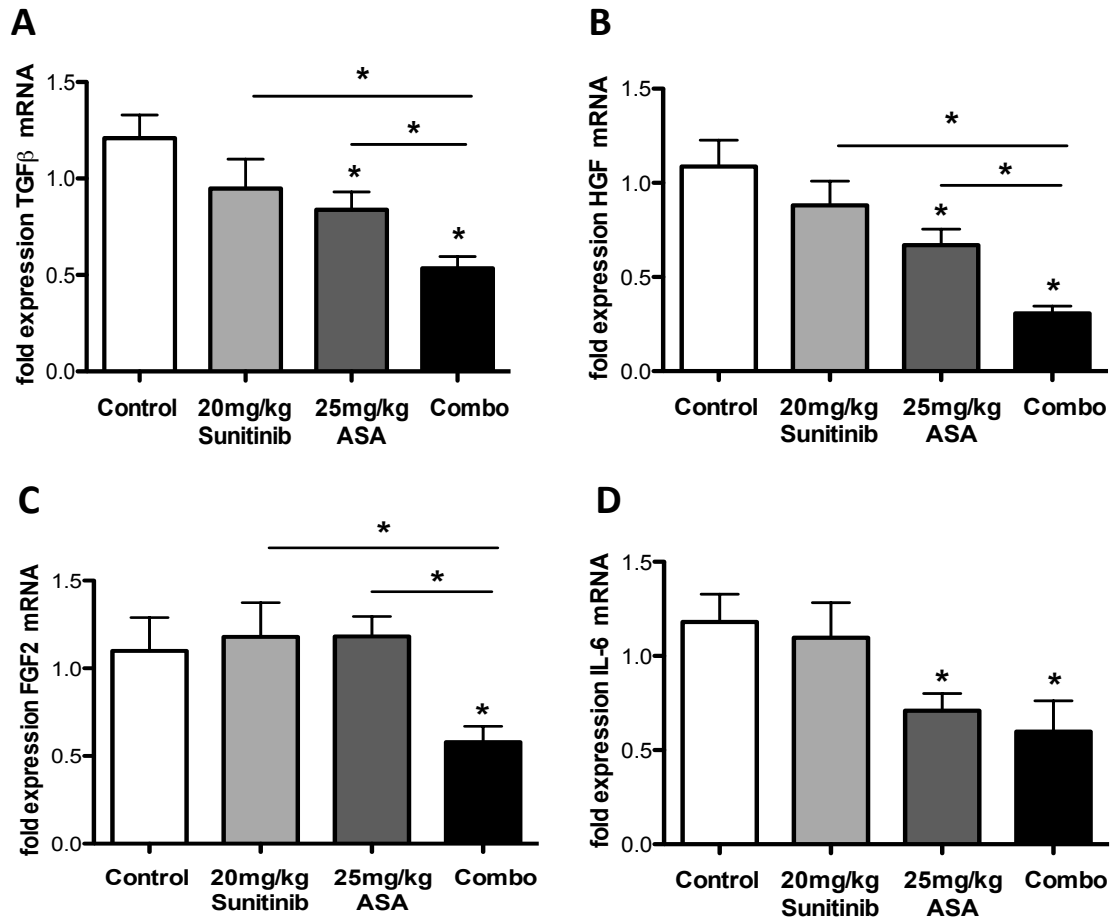 A
fold expression TGFβ mRNA
1.5
1.0
0.5
0.0
*
*
*
*
Control
20mg/kg
Sunitinib
25mg/kg
ASA
Combo
B
fold expression HGF mRNA
1.5
1.0
0.5
0.0
*
*
*
*
Control
20mg/kg
Sunitinib
25mg/kg
ASA
Combo
C
fold expression FGF2 mRNA
1.5
1.0
0.5
0.0
*
*
*
Control
20mg/kg
Sunitinib
25mg/kg
ASA
Combo
D
fold expression IL-6 mRNA
1.5
1.0
0.5
0.0
*
*
Control
20mg/kg
Sunitinib
25mg/kg
ASA
Combo